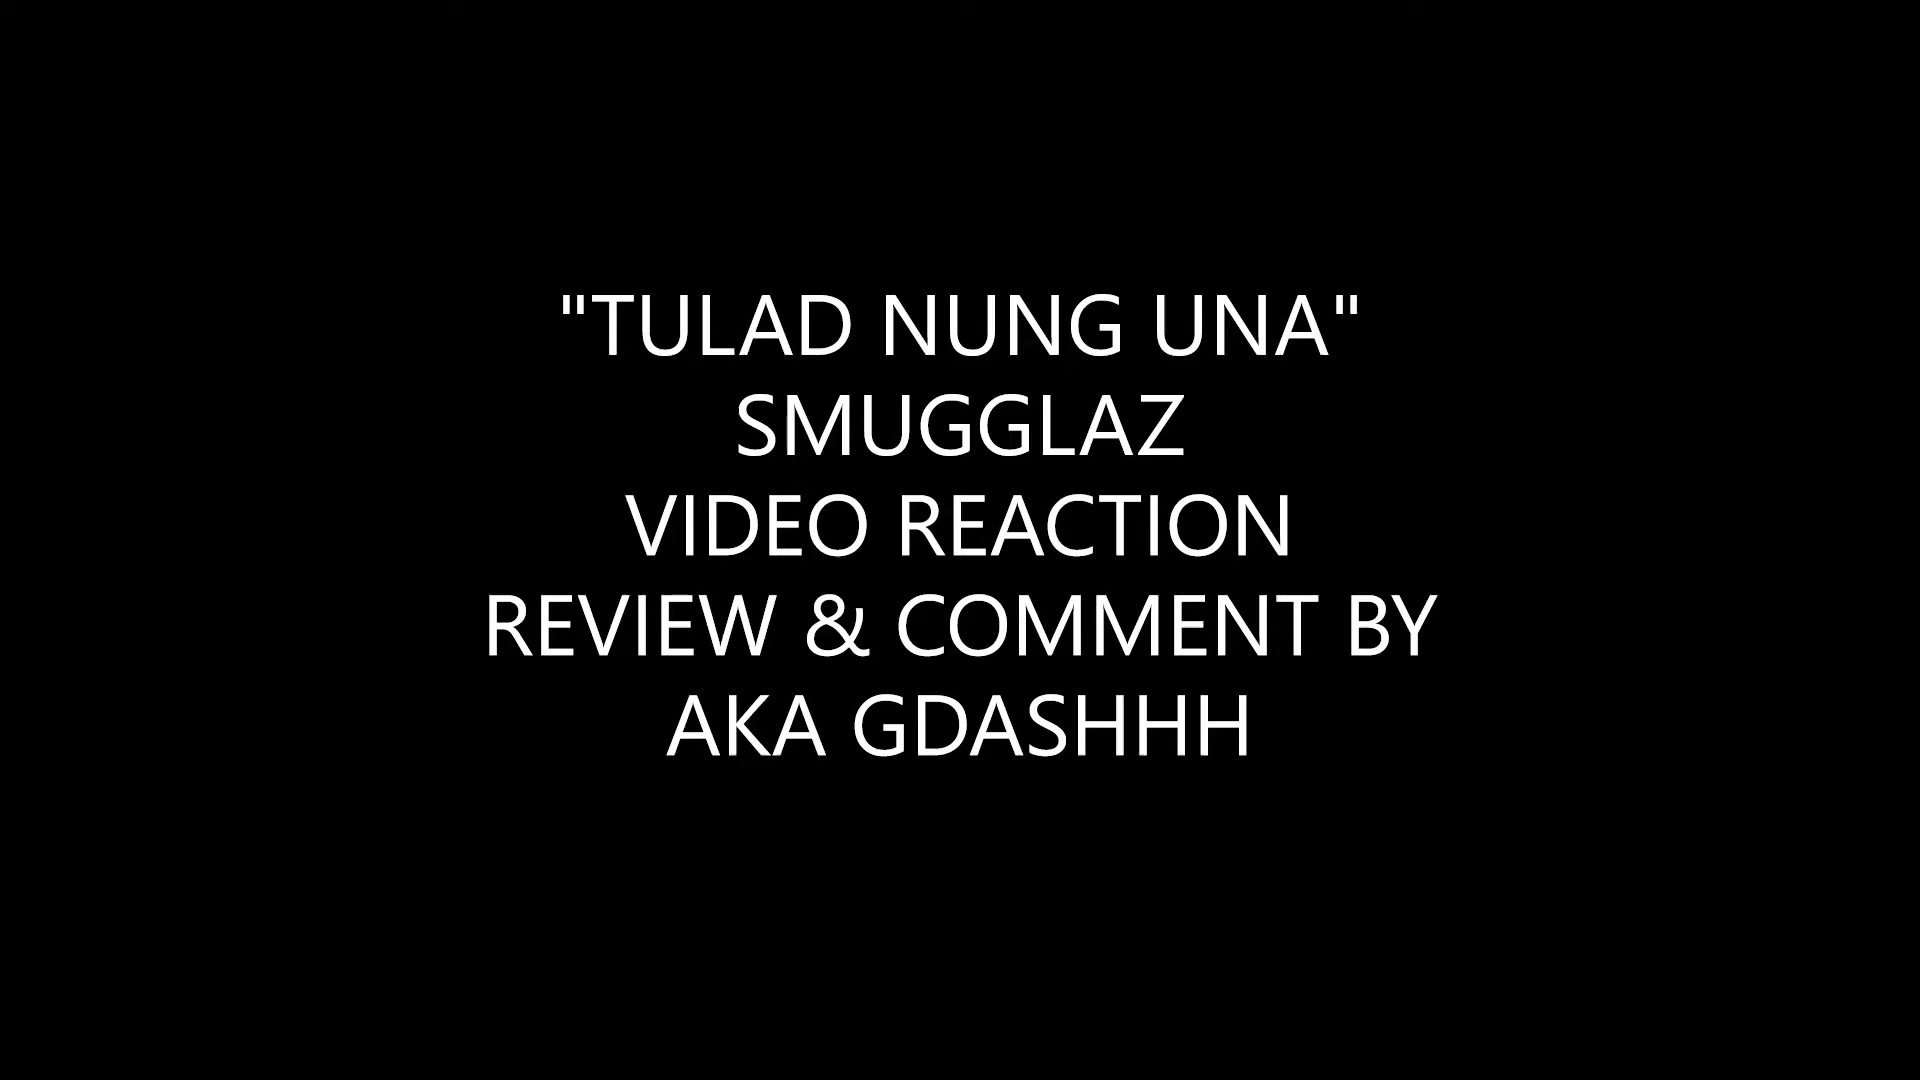 "TULAD NUNG UNA"
SMUGGLAZ
VIDEO REACTION
REVIEW & COMMENT BY
AKA GDASHHH